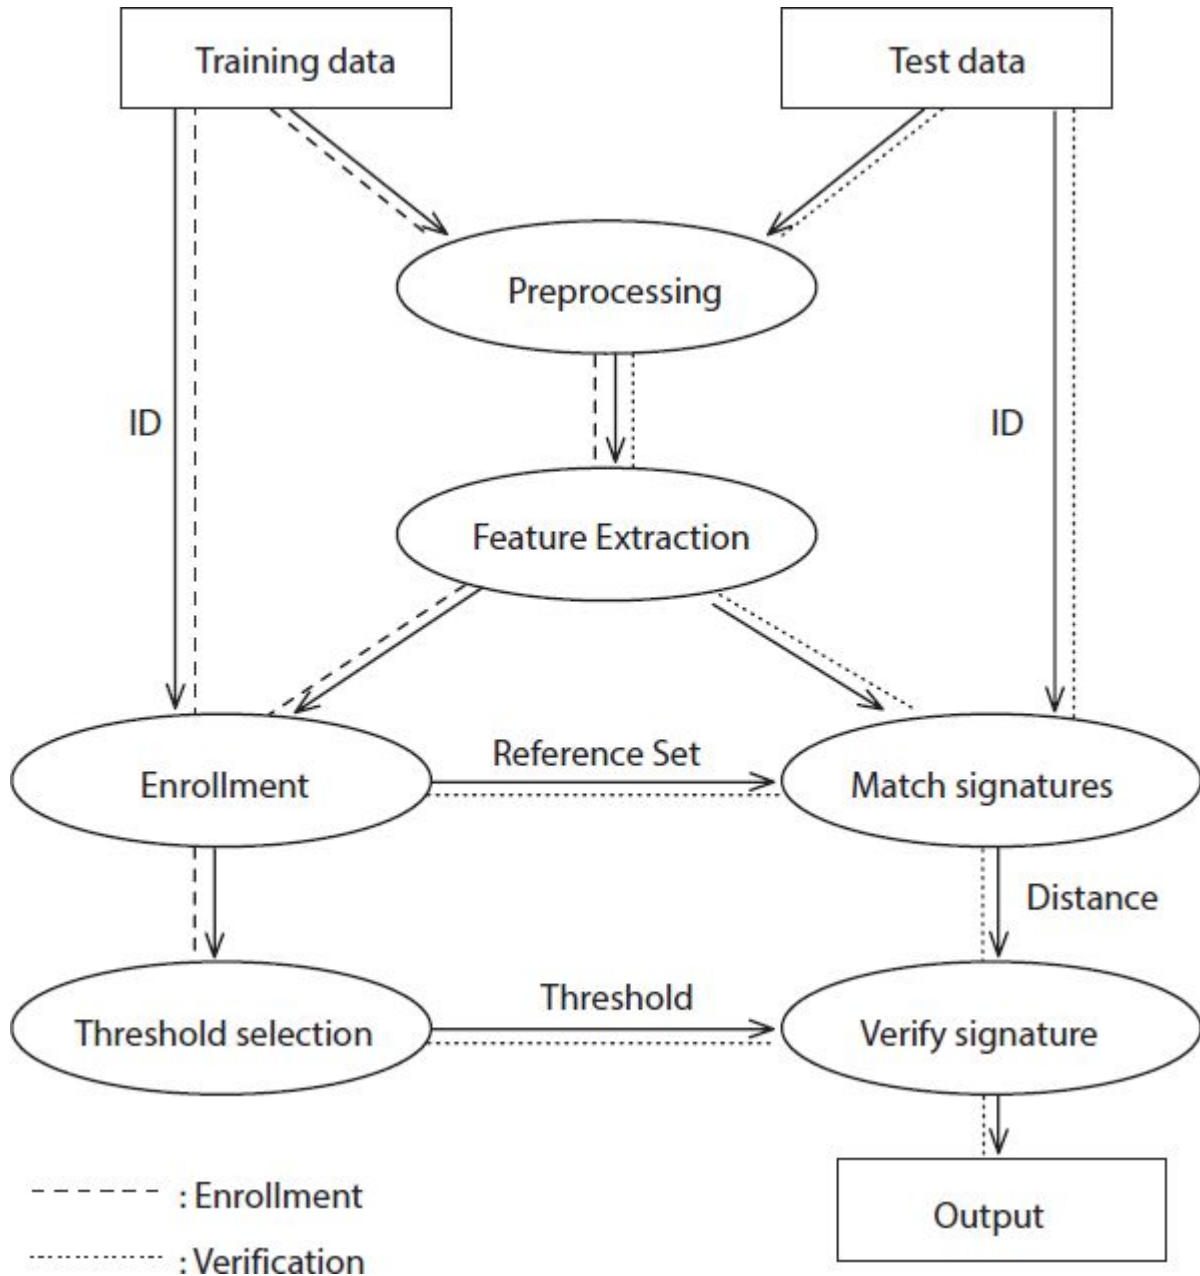 Training data
Test data
Preprocessing
ID
ID
Feature Extraction
Reference Set
Enrollment
Match signatures
Distance
Threshold
Threshold selection
Verify signature
: Enrollment
Output
: Verification